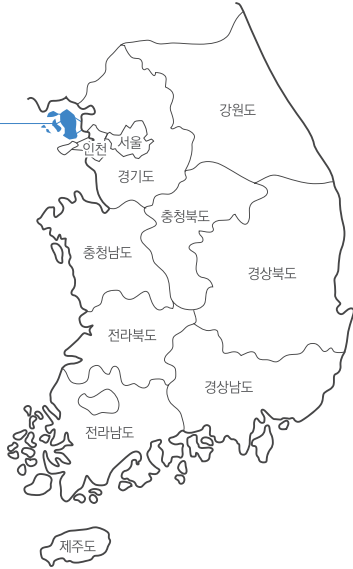 강원도
서울
인천
경기도
충청북도
충청남도
경상북도
전라북도
경상남도
전라남도
제주도